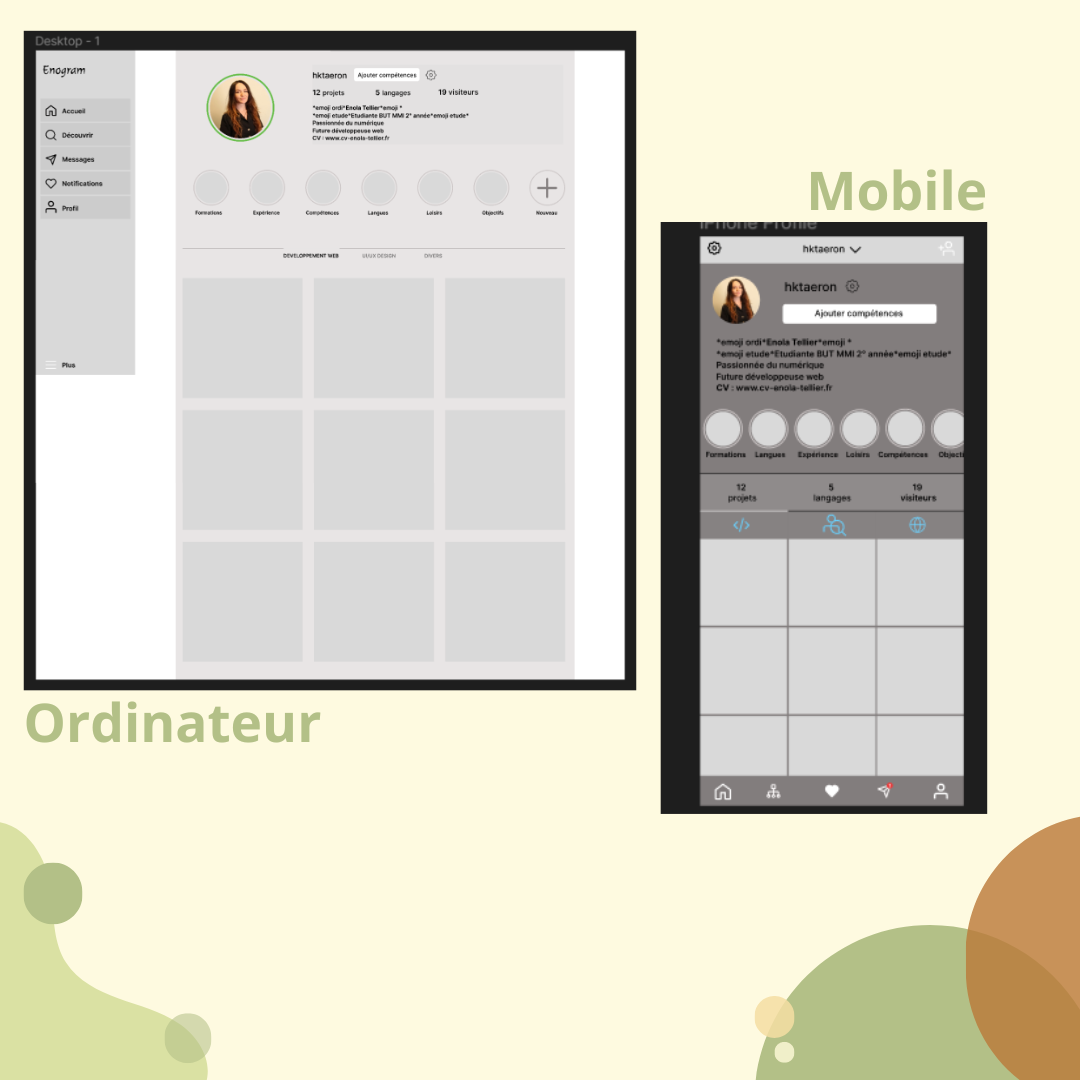 Desktop - 1
Enogram
Accueil
Découvrir
Messages
Notifications
Profil
Plus
hktaeron Ajouter compétences
12 projets 5 langages 19 visiteurs
*emoji ordi*Enola Tellier*emoji *
*emoji etude*Etudiante BUT MMI 2° année*emoji etude*
Passionnée du numérique
Future développeuse web
CV : www.cv-enola-tellier.fr
Formations Expérience Compétences Langues Loisirs Objectifs Nouveau
DEVELOPPEMENT WEB UI/UX DESIGN DIVERS
Ordinateur
Mobile
iPhone Profile
hktaeron
hktaeron
Ajouter compétences
*emoji ordi*Enola Tellier*emoji *
*emoji etude*Etudiante BUT MMI 2° année*emoji etude*
Passionnée du numérique
Future développeuse web
CV : www.cv-enola-tellier.fr
Formations Langues Expérience Loisirs Compétences Objecti
12 5 19
projets langages visiteurs